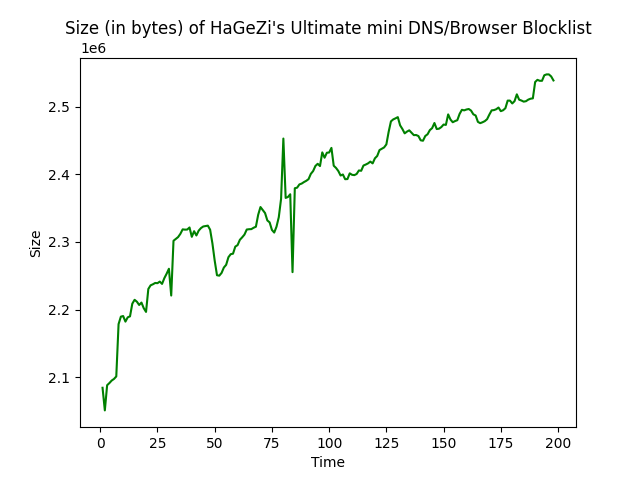 Size (in bytes) of HaGeZi's Ultimate mini DNS/Browser Blocklist
1e6
2.5
2.4
2.3
2.2
2.1
Size
0 25 50 75 100 125 150 175 200
Time